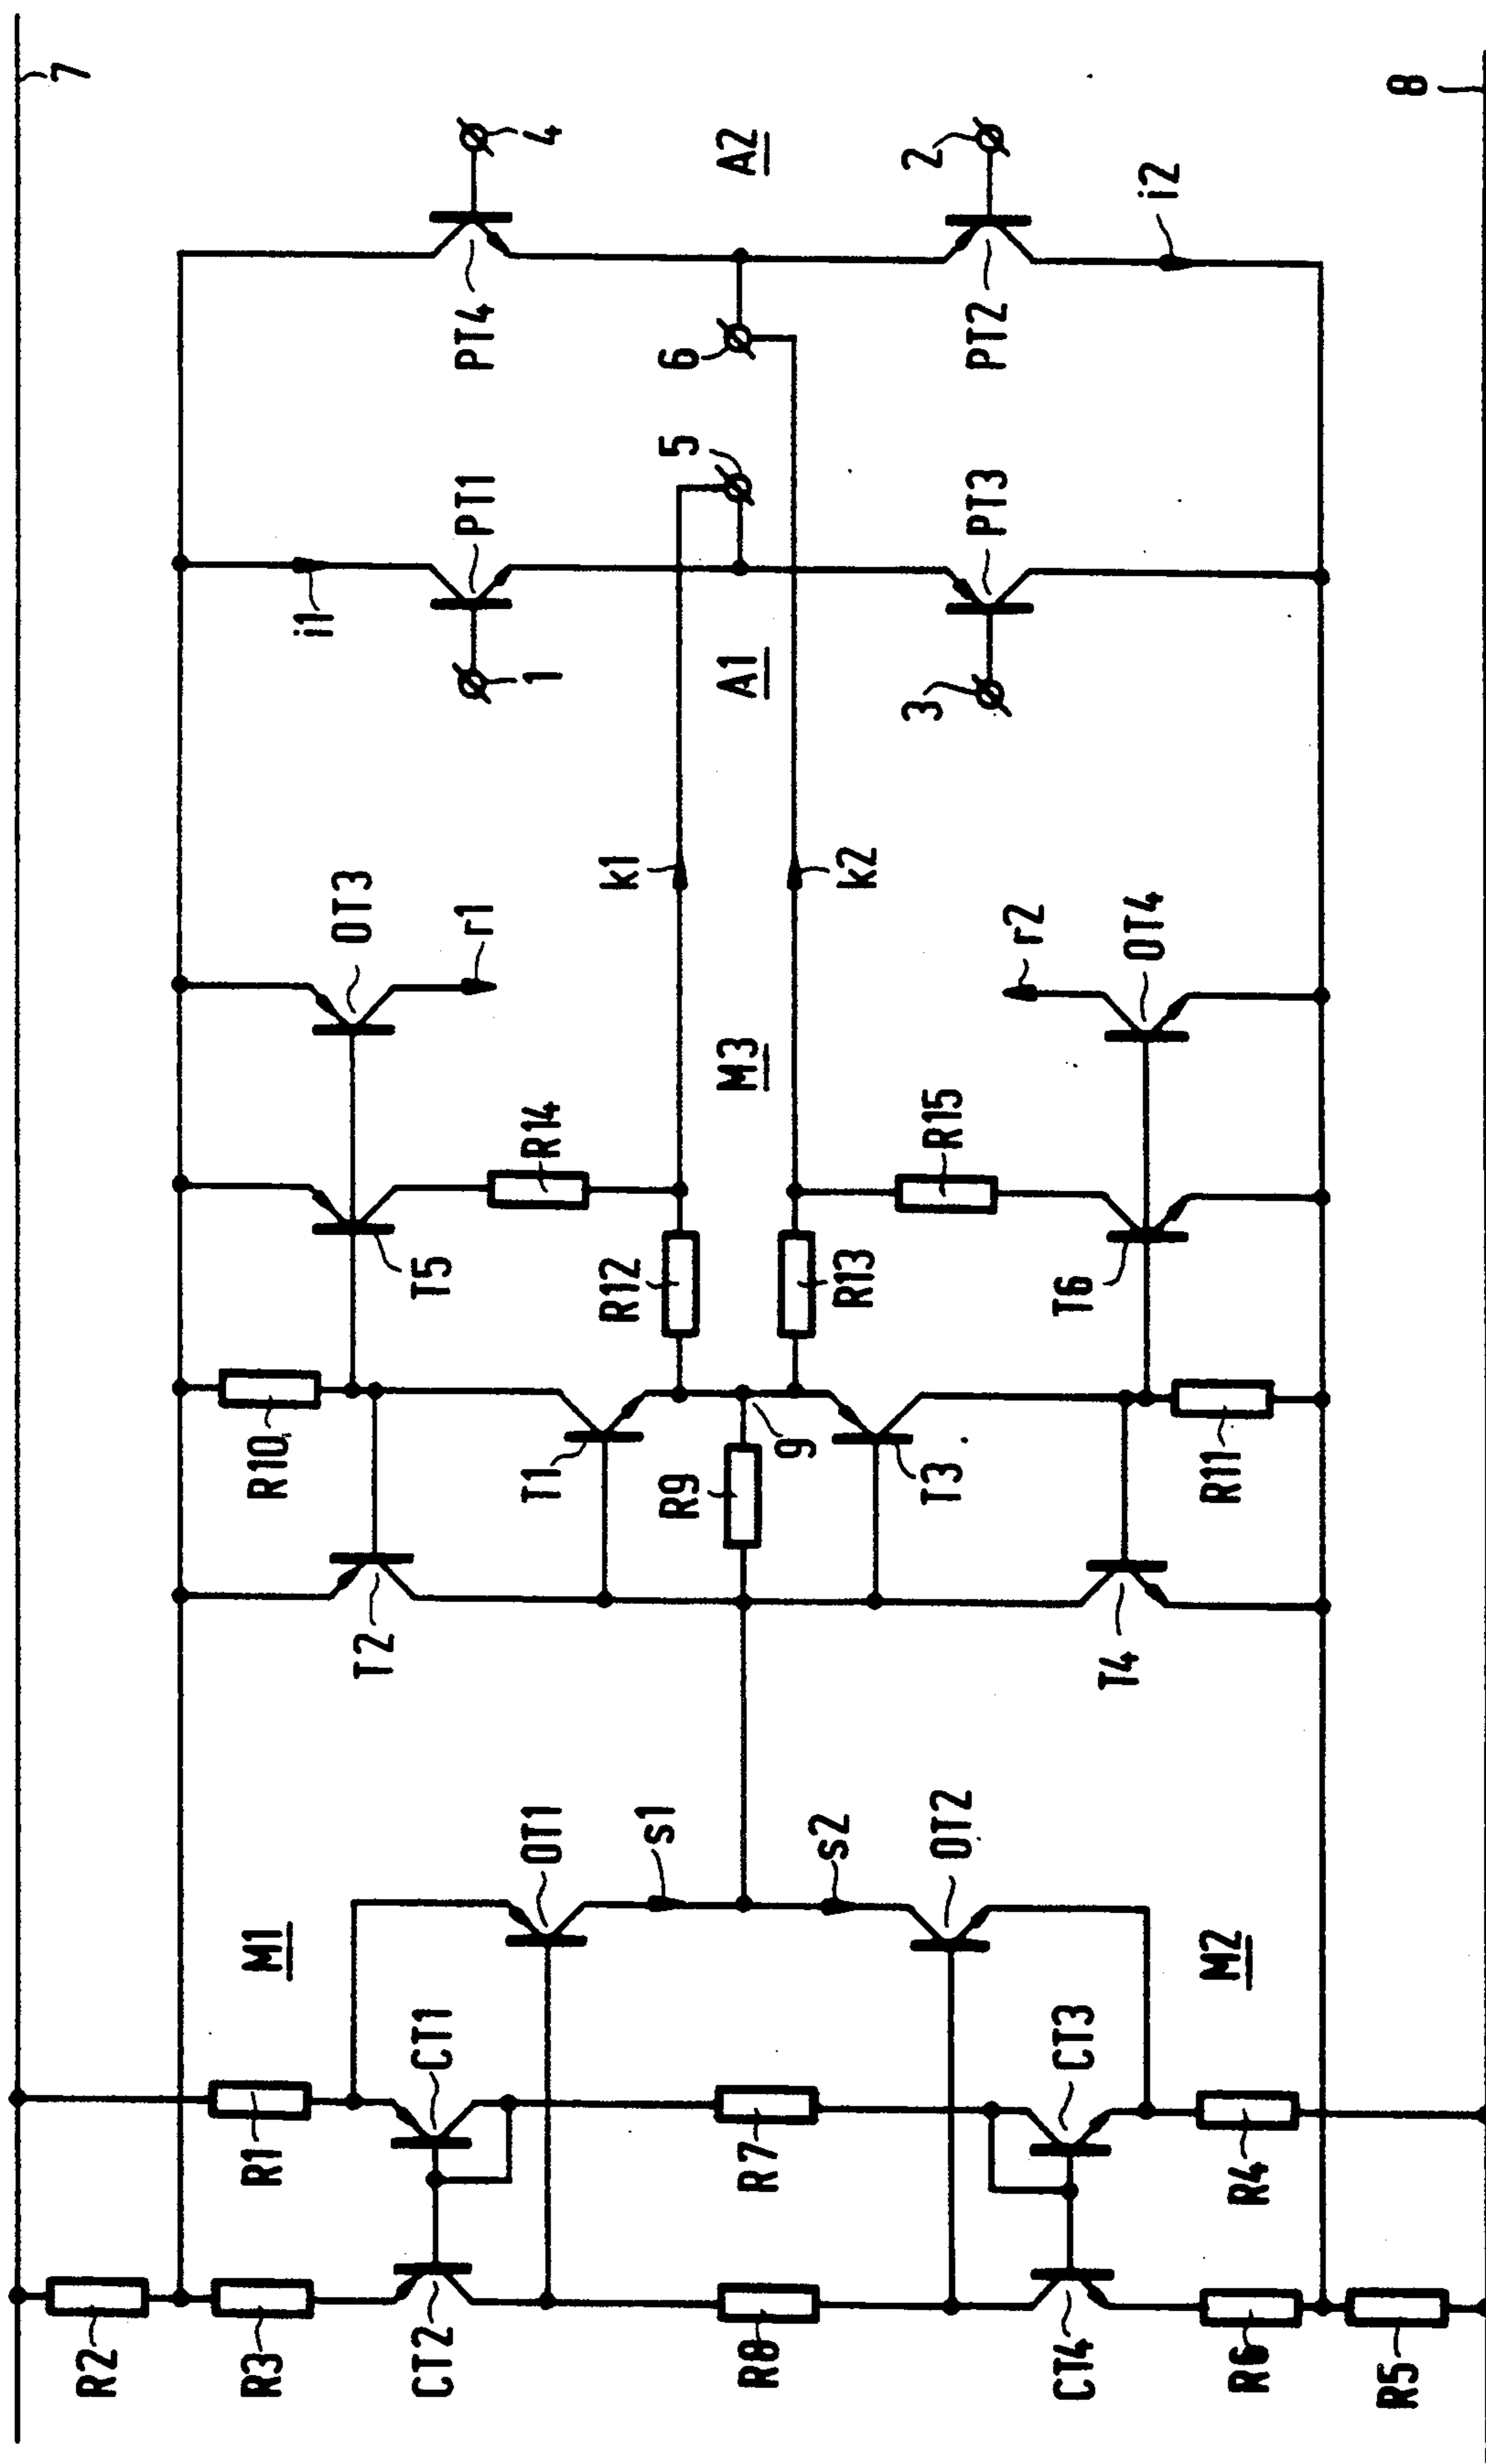 7
8
R2
R3
R1
M1
CT2
CT1
OT1
s1
R8
R7
s2
OT2
CT4
CT3
M2
R6
R4
R5
T2
R10
T1
R9
9
T3
T4
R11
T5
R14
OT3
r1
R12
M3
R13
k1
k2
T6
R15
r2
OT4
i1
PT1
1
5
A1
3
PT3
PT4
4
6
A2
2
PT2
i2